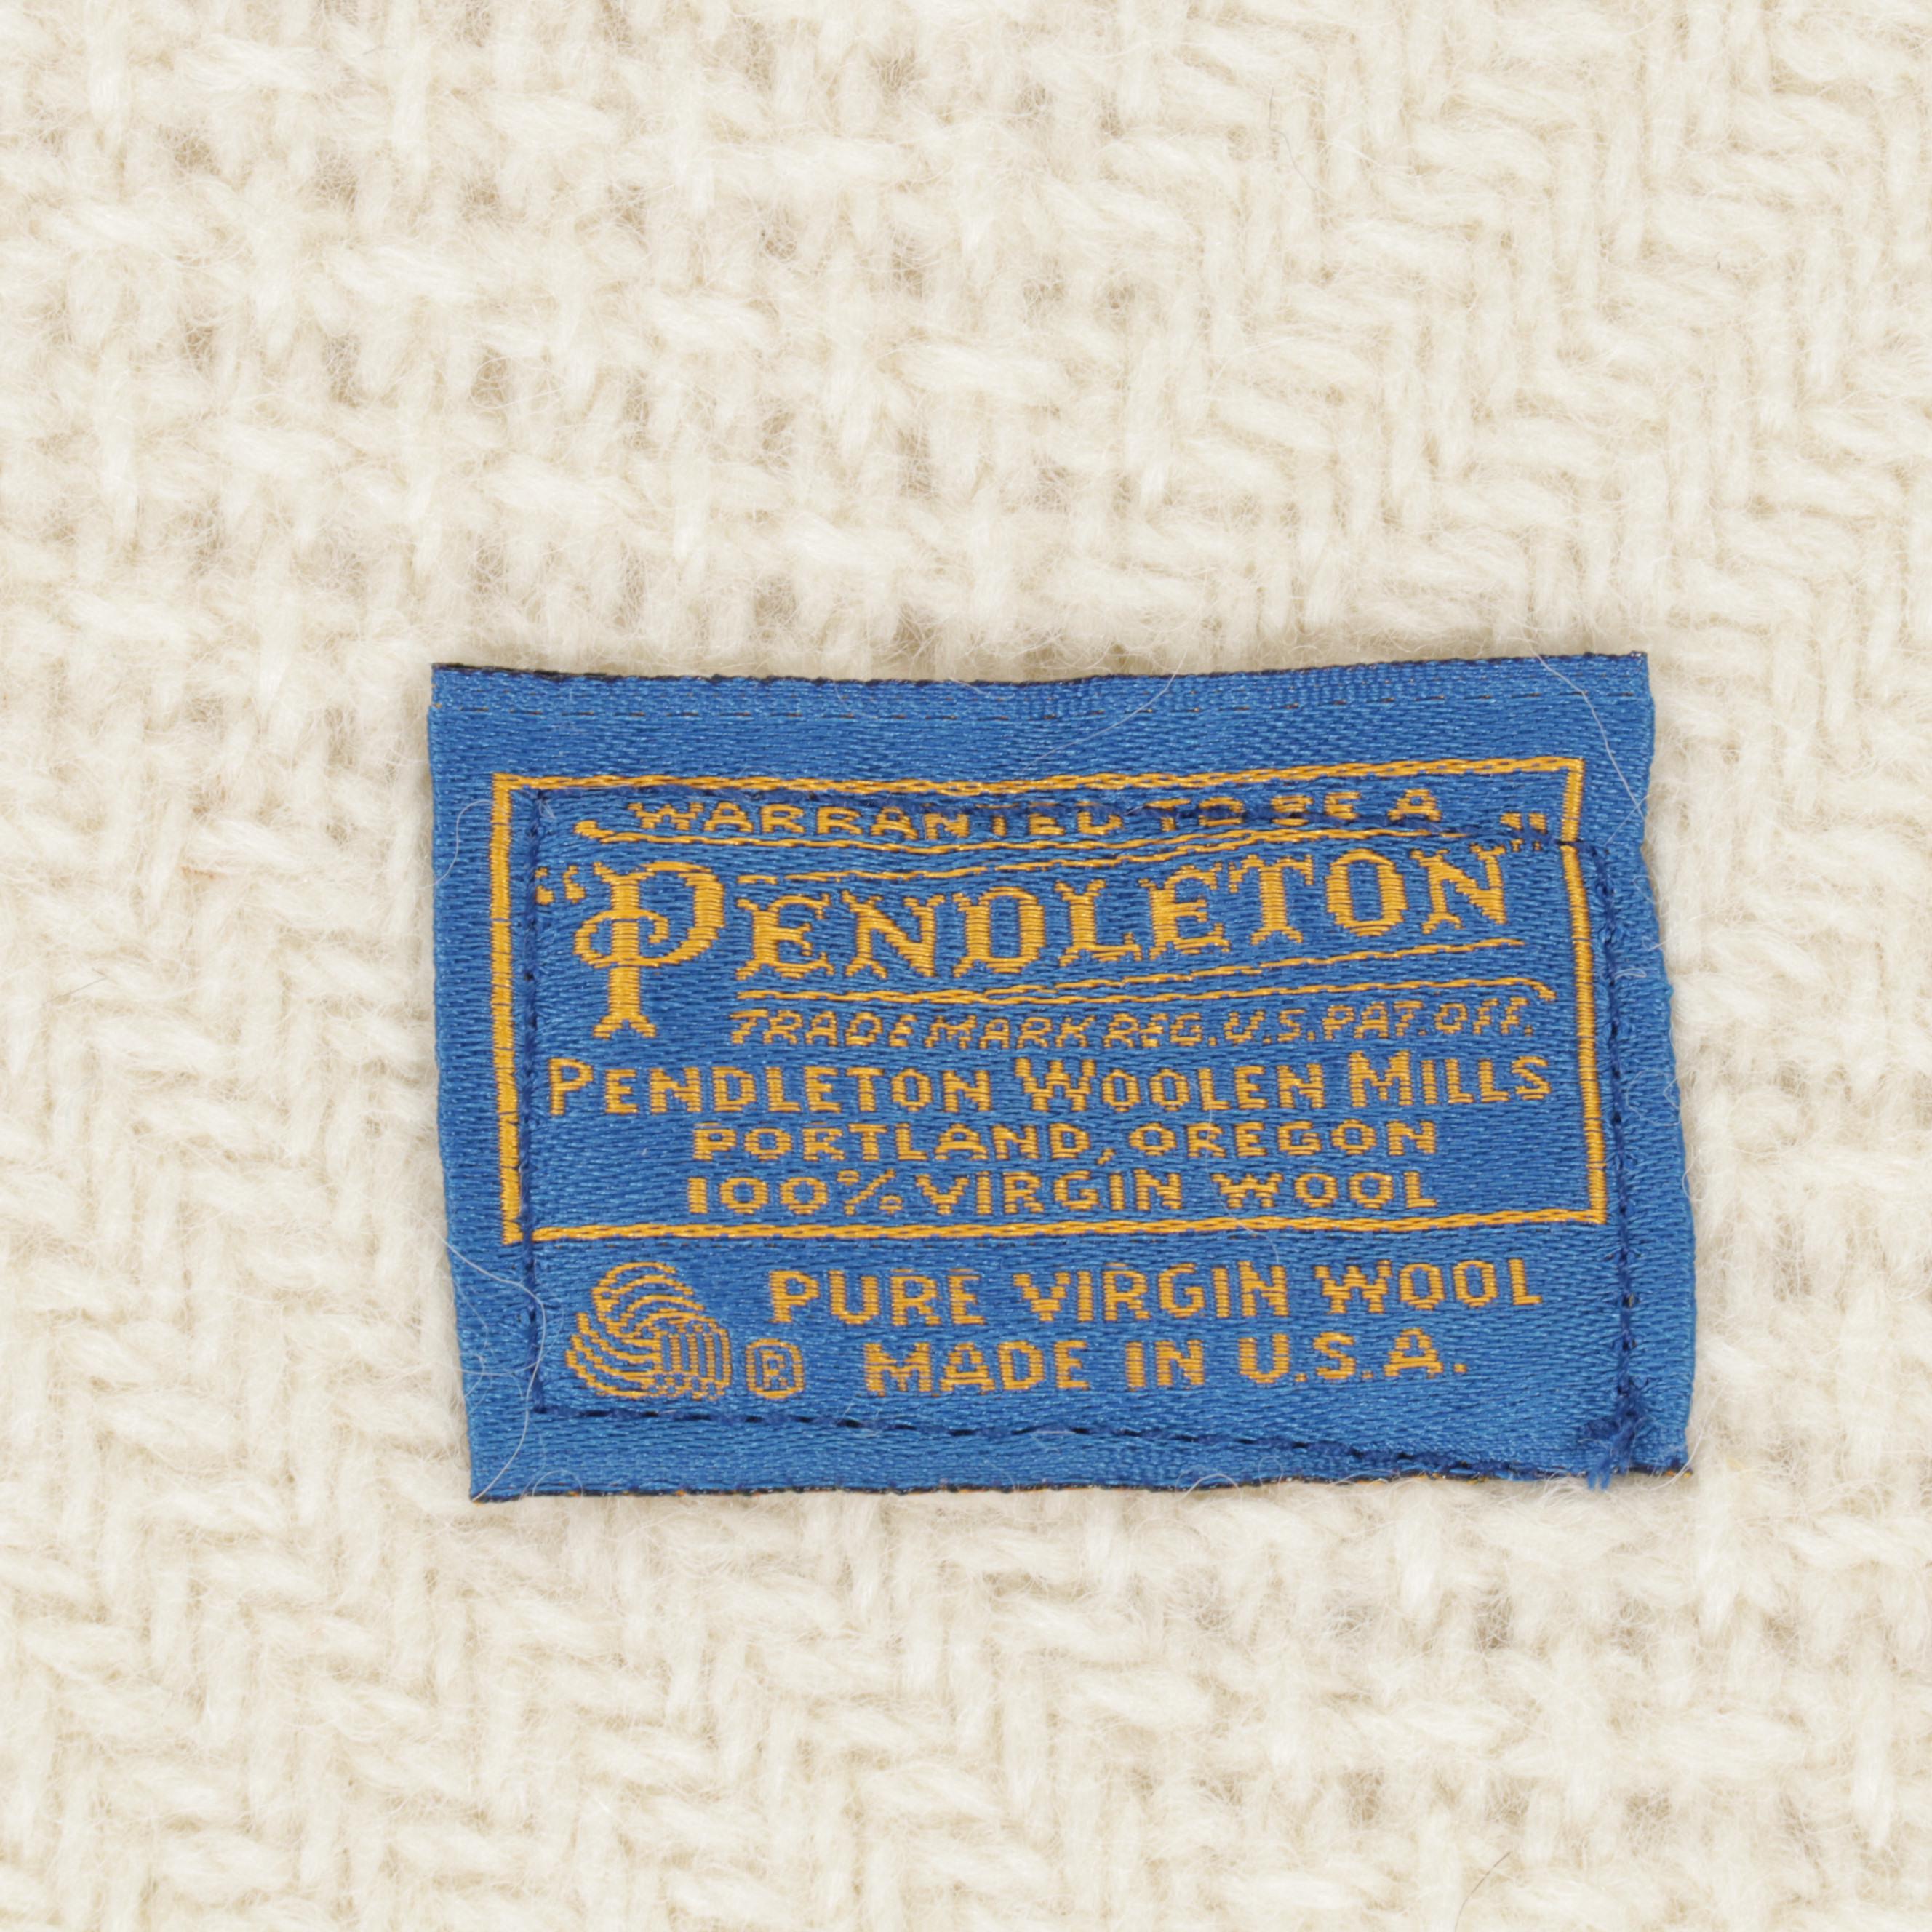 WARRANTED TO BE A
"PENDLETON"
TRADE MARK REG. U.S. PAT. OFF.
PENDLETON WOOLEN MILLS
PORTLAND, OREGON
100% VIRGIN WOOL
PURE VIRGIN WOOL
® MADE IN U.S.A.